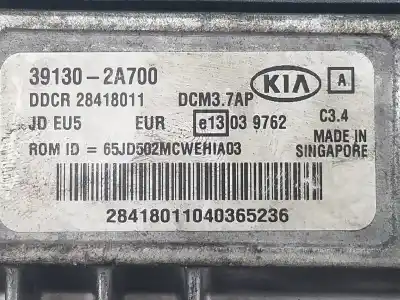 39130-2A700 KIA A
DDCR 28418011 DCM3.7AP
JD EU5 EUR e13 03 9762 C3.4
ROM ID = 65JD502MCWEHIA03 MADE IN SINGAPORE
28418011040365236